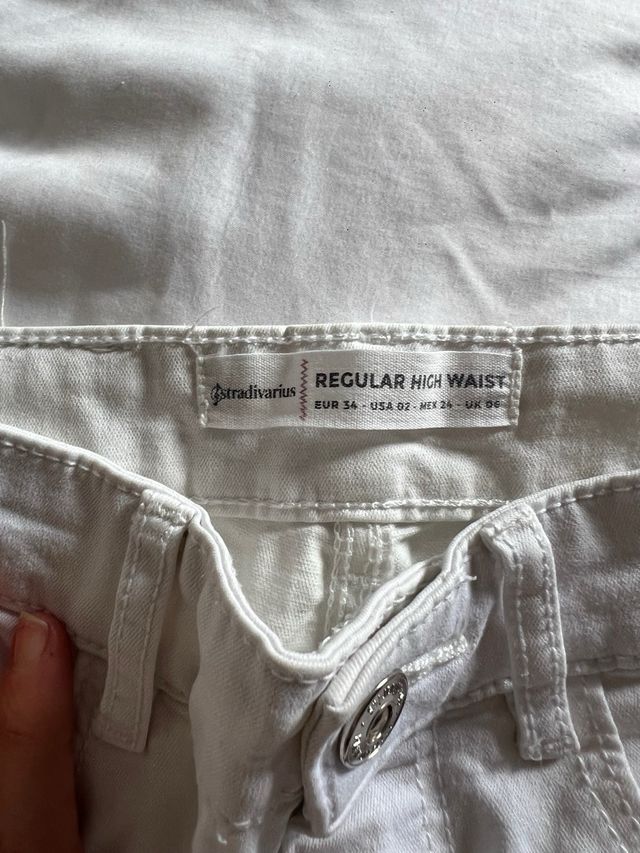 stradivarius
REGULAR HIGH WAIST
EUR 34 - USA 02 - MEX 24 - UK 06